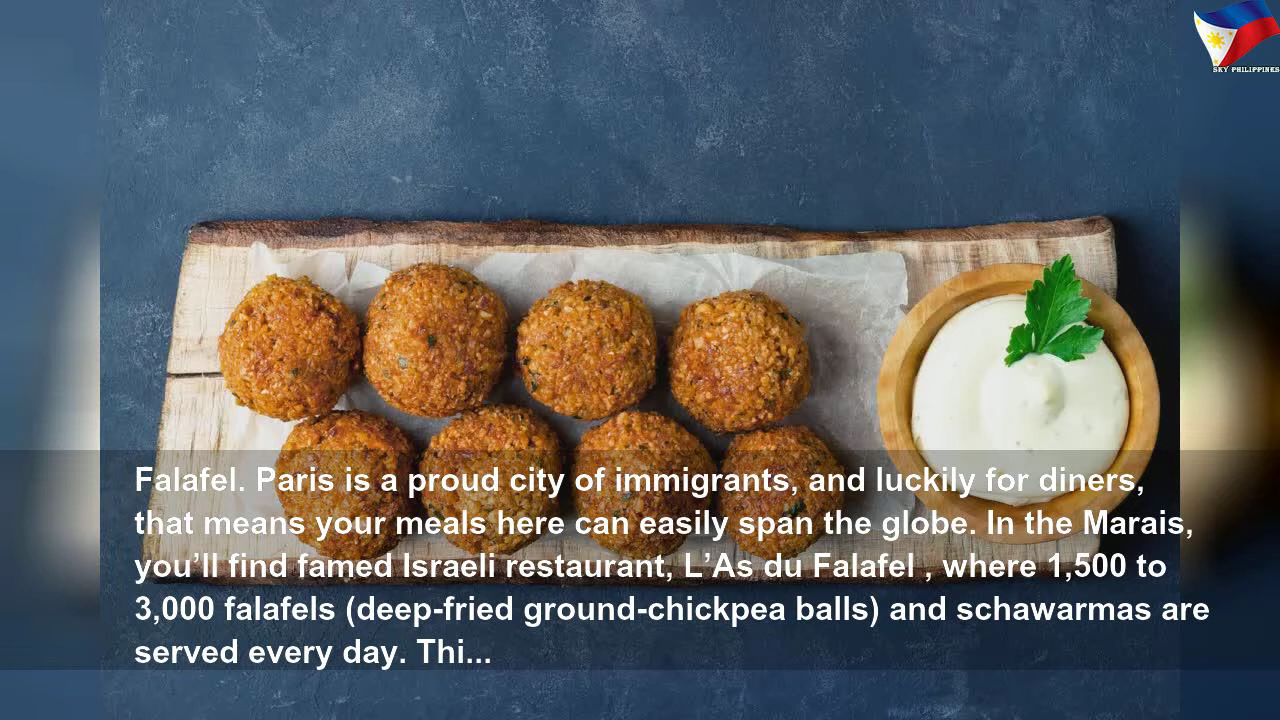 SKY PHILIPPINES
Falafel. Paris is a proud city of immigrants, and luckily for diners,
that means your meals here can easily span the globe. In the Marais,
you’ll find famed Israeli restaurant, L’As du Falafel , where 1,500 to
3,000 falafels (deep-fried ground-chickpea balls) and schawarmas are
served every day. Thi...